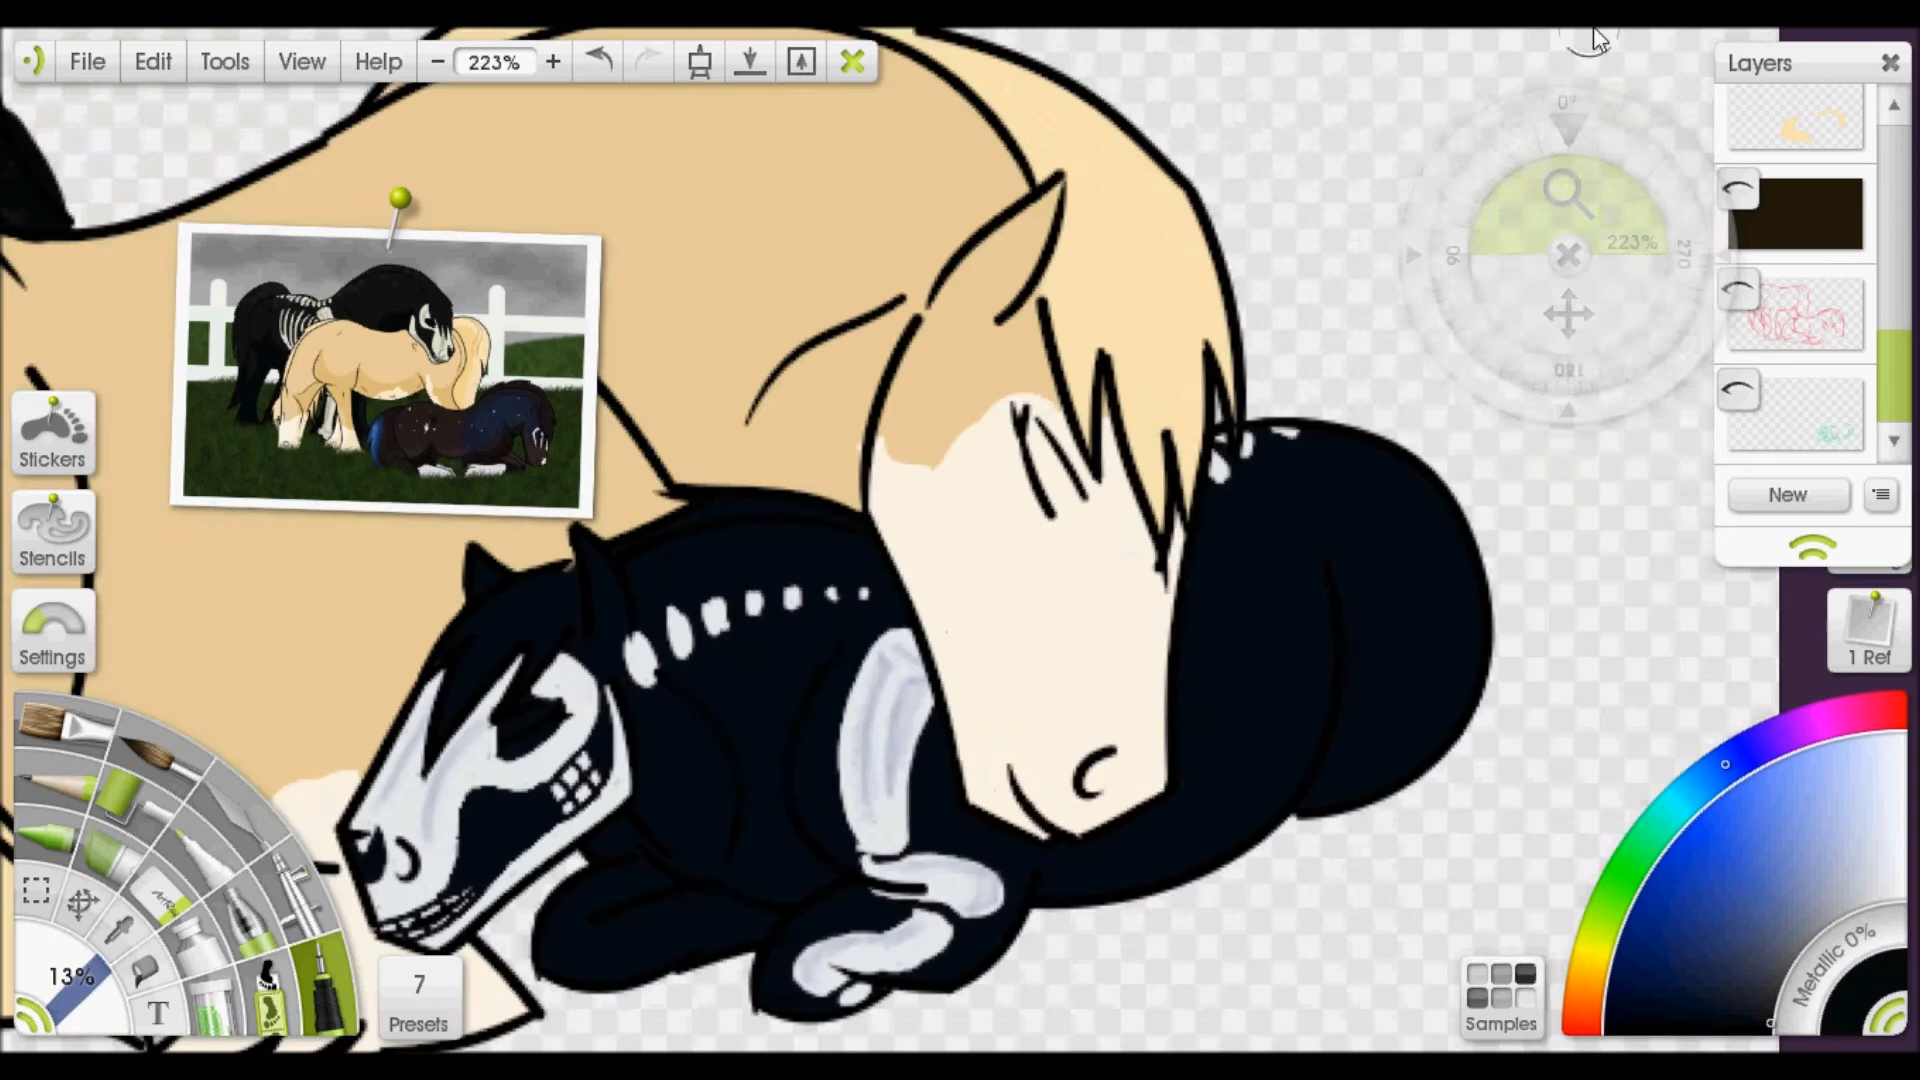 File
Edit
Tools
View
Help
− 223% +
Layers
0°
223%
90
270
180
New
Stickers
Stencils
Settings
1 Ref
13%
T
7
Presets
Samples
Metallic 0%